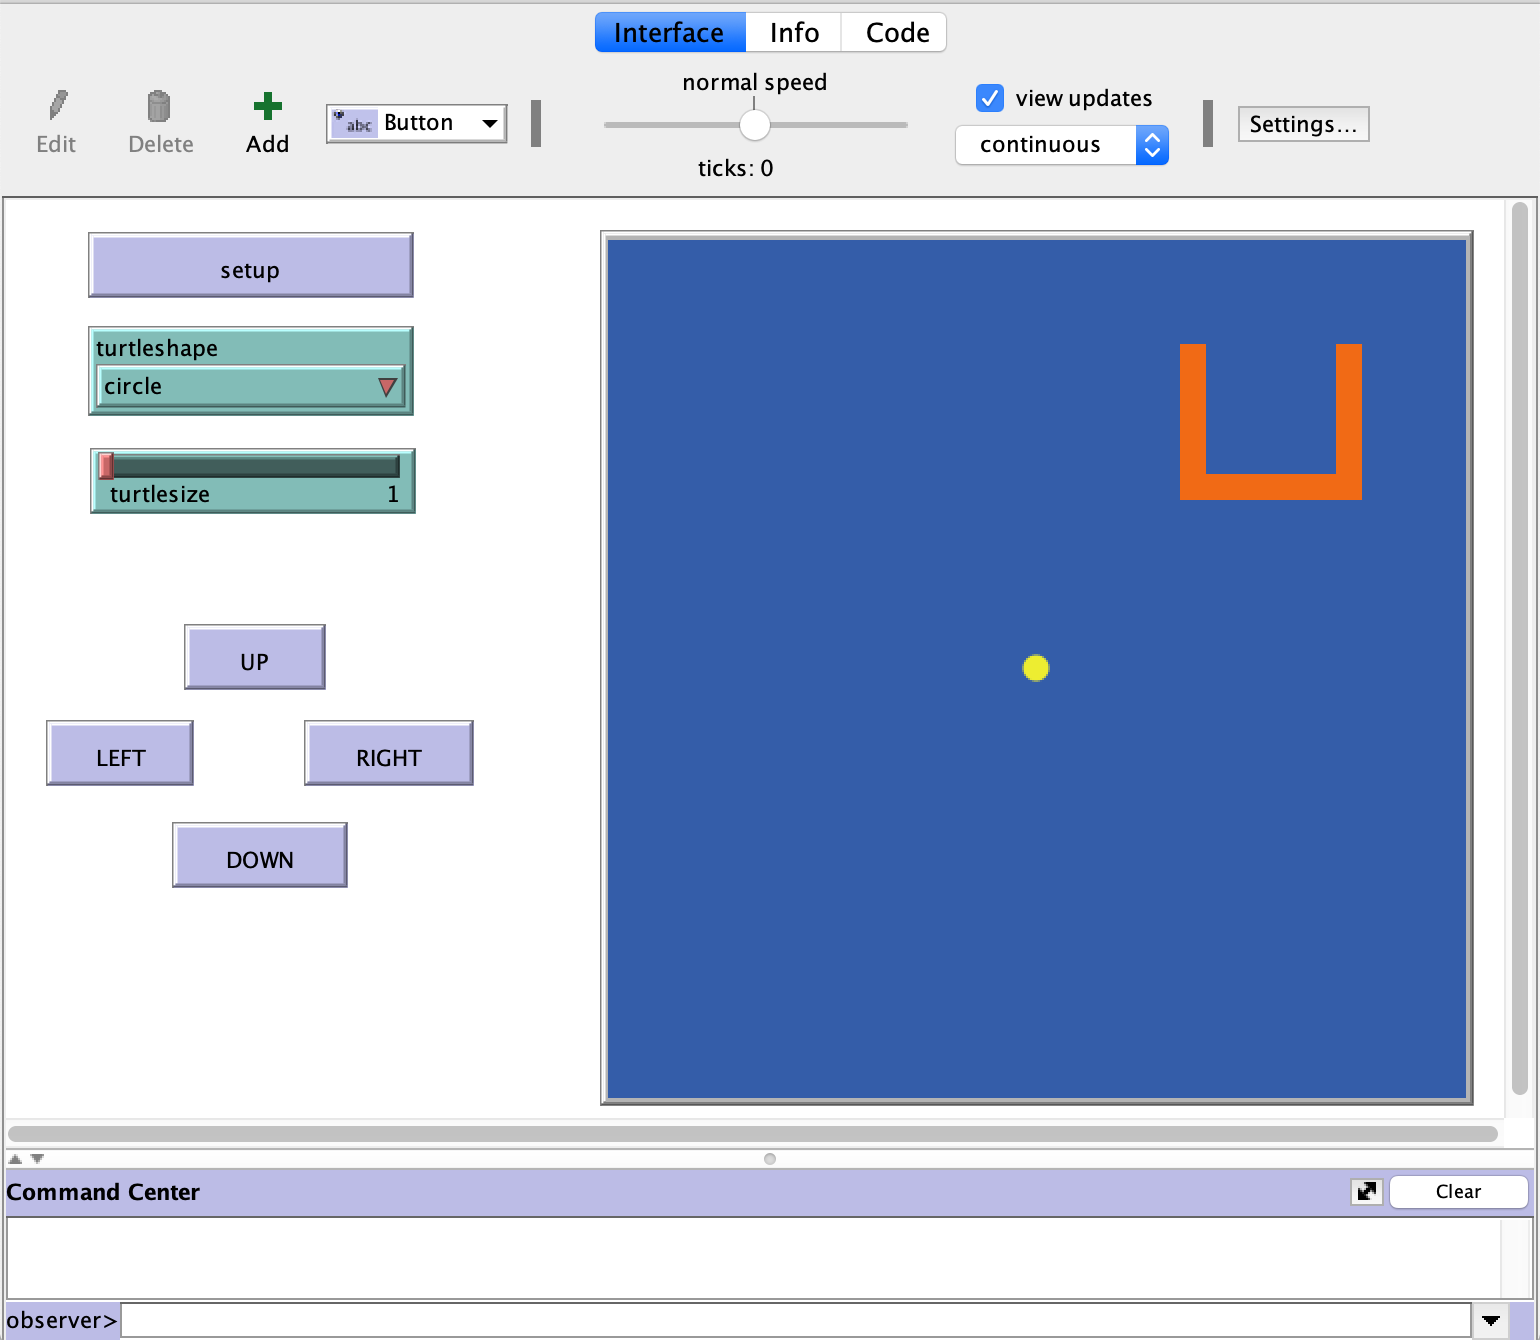 Interface Info Code
normal speed
view updates
Edit Delete Add
abc Button
continuous
Settings...
ticks: 0
setup
turtleshape
circle
turtlesize 1
UP
LEFT RIGHT
DOWN
Command Center
Clear
observer>